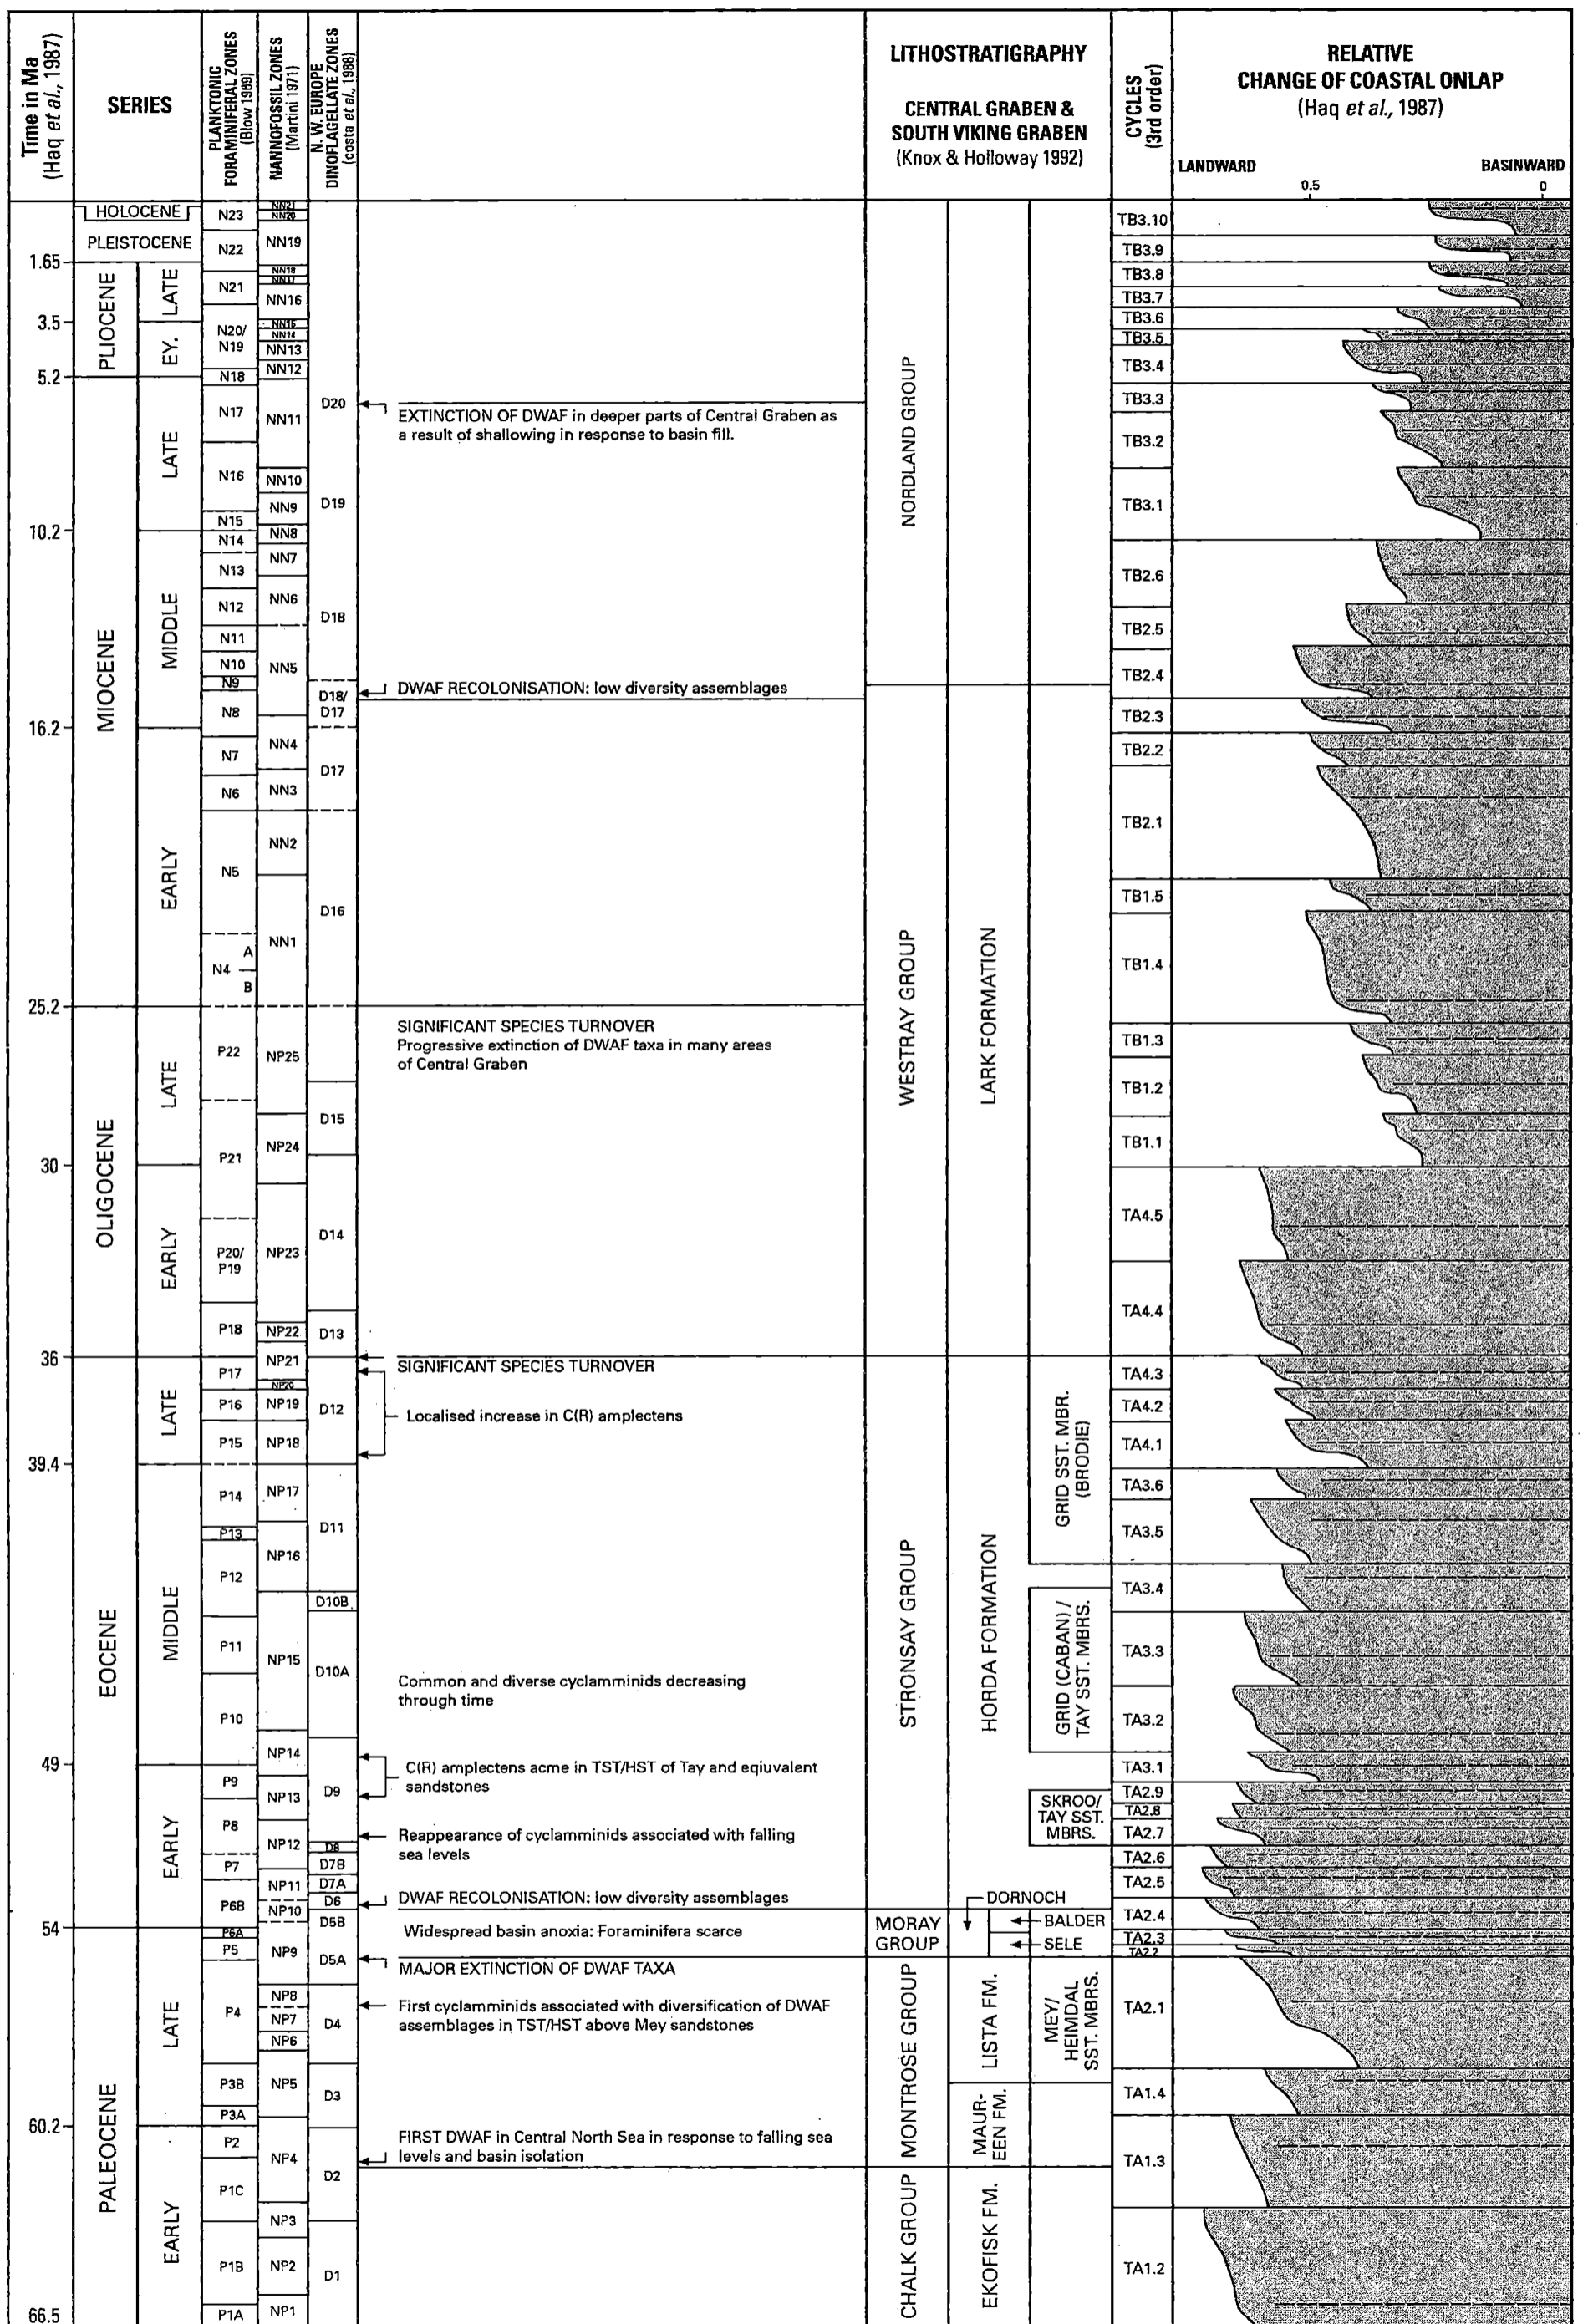 Time in Ma
(Haq et al., 1987)
SERIES
PLANKTONIC
FORAMINIFERAL ZONES
(Blow 1989)
NANNOFOSSIL ZONES
(Martini 1971)
N. W. EUROPE
DINOFLAGELLATE ZONES
(costa et al., 1988)
LITHOSTRATIGRAPHY
CENTRAL GRABEN &
SOUTH VIKING GRABEN
(Knox & Holloway 1992)
CYCLES
(3rd order)
RELATIVE
CHANGE OF COASTAL ONLAP
(Haq et al., 1987)
LANDWARD
BASINWARD
0.5
0
1.65
3.5
5.2
10.2
16.2
25.2
30
36
39.4
49
54
60.2
66.5
HOLOCENE
PLEISTOCENE
PLIOCENE
LATE
EY.
MIOCENE
LATE
MIDDLE
EARLY
OLIGOCENE
LATE
EARLY
EOCENE
LATE
MIDDLE
EARLY
PALEOCENE
LATE
EARLY
N23
N22
N21
N20/
N19
N18
N17
N16
N15
N14
N13
N12
N11
N10
N9
N8
N7
N6
N5
A
N4
B
P22
P21
P20/
P19
P18
P17
P16
P15
P14
P13
P12
P11
P10
P9
P8
P7
P6B
P6A
P5
P4
P3B
P3A
P2
P1C
P1B
P1A
NN21
NN20
NN19
NN18
NN17
NN16
NN15
NN14
NN13
NN12
NN11
NN10
NN9
NN8
NN7
NN6
NN5
NN4
NN3
NN2
NN1
NP25
NP24
NP23
NP22
NP21
NP20
NP19
NP18
NP17
NP16
NP15
NP14
NP13
NP12
NP11
NP10
NP9
NP8
NP7
NP6
NP5
NP4
NP3
NP2
NP1
D20
D19
D18
D18/
D17
D17
D16
D15
D14
D13
D12
D11
D10B
D10A
D9
D8
D7B
D7A
D6
D5B
D5A
D4
D3
D2
D1
EXTINCTION OF DWAF in deeper parts of Central Graben as
a result of shallowing in response to basin fill.
DWAF RECOLONISATION: low diversity assemblages
SIGNIFICANT SPECIES TURNOVER
Progressive extinction of DWAF taxa in many areas
of Central Graben
SIGNIFICANT SPECIES TURNOVER
Localised increase in C(R) amplectens
Common and diverse cyclamminids decreasing
through time
C(R) amplectens acme in TST/HST of Tay and eqiuvalent
sandstones
Reappearance of cyclamminids associated with falling
sea levels
DWAF RECOLONISATION: low diversity assemblages
Widespread basin anoxia: Foraminifera scarce
MAJOR EXTINCTION OF DWAF TAXA
First cyclamminids associated with diversification of DWAF
assemblages in TST/HST above Mey sandstones
FIRST DWAF in Central North Sea in response to falling sea
levels and basin isolation
NORDLAND GROUP
WESTRAY GROUP
LARK FORMATION
STRONSAY GROUP
HORDA FORMATION
GRID SST. MBR.
(BRODIE)
GRID (CABAN) /
TAY SST. MBRS.
SKROO/
TAY SST.
MBRS.
MORAY
GROUP
DORNOCH
BALDER
SELE
MONTROSE GROUP
LISTA FM.
MEY/
HEIMDAL
SST. MBRS.
MAUR-
EEN FM.
CHALK GROUP
EKOFISK FM.
TB3.10
TB3.9
TB3.8
TB3.7
TB3.6
TB3.5
TB3.4
TB3.3
TB3.2
TB3.1
TB2.6
TB2.5
TB2.4
TB2.3
TB2.2
TB2.1
TB1.5
TB1.4
TB1.3
TB1.2
TB1.1
TA4.5
TA4.4
TA4.3
TA4.2
TA4.1
TA3.6
TA3.5
TA3.4
TA3.3
TA3.2
TA3.1
TA2.9
TA2.8
TA2.7
TA2.6
TA2.5
TA2.4
TA2.3
TA2.2
TA2.1
TA1.4
TA1.3
TA1.2